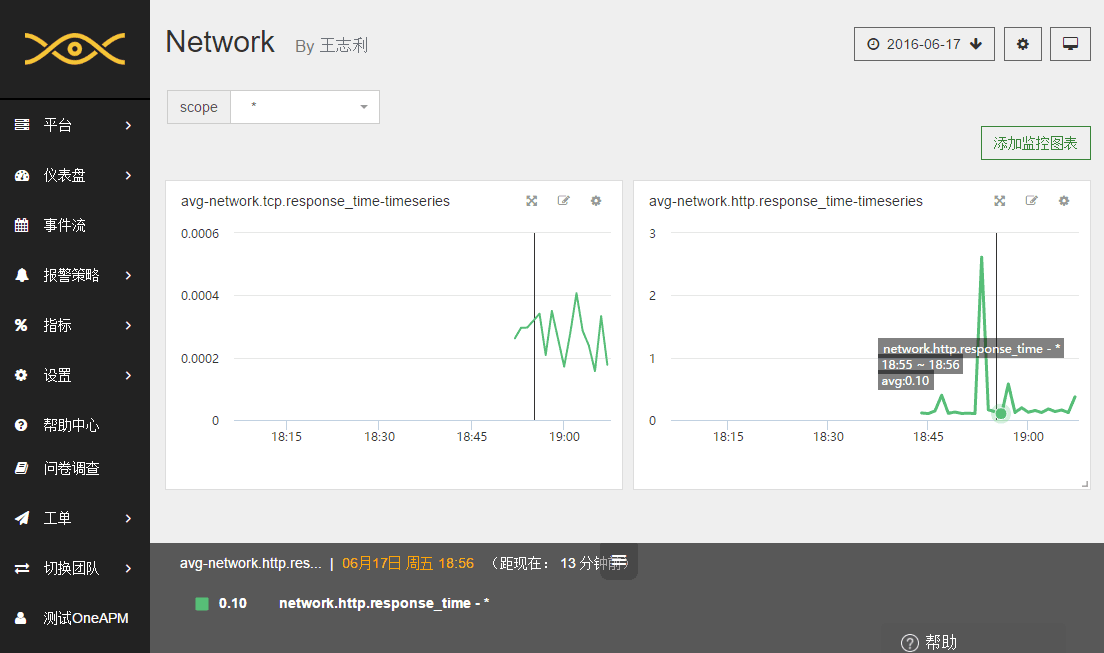 Network By 王志利
2016-06-17
scope *
添加监控图表
平台
仪表盘
事件流
报警策略
指标
设置
帮助中心
问卷调查
工单
切换团队
测试OneAPM
avg-network.tcp.response_time-timeseries
0.0006
0.0004
0.0002
0
18:15 18:30 18:45 19:00
avg-network.http.response_time-timeseries
3
2
1
0
18:15 18:30 18:45 19:00
network.http.response_time - *
18:55 ~ 18:56
avg:0.10
avg-network.http.res... | 06月17日 周五 18:56 （距现在： 13 分钟前）
0.10 network.http.response_time - *
帮助